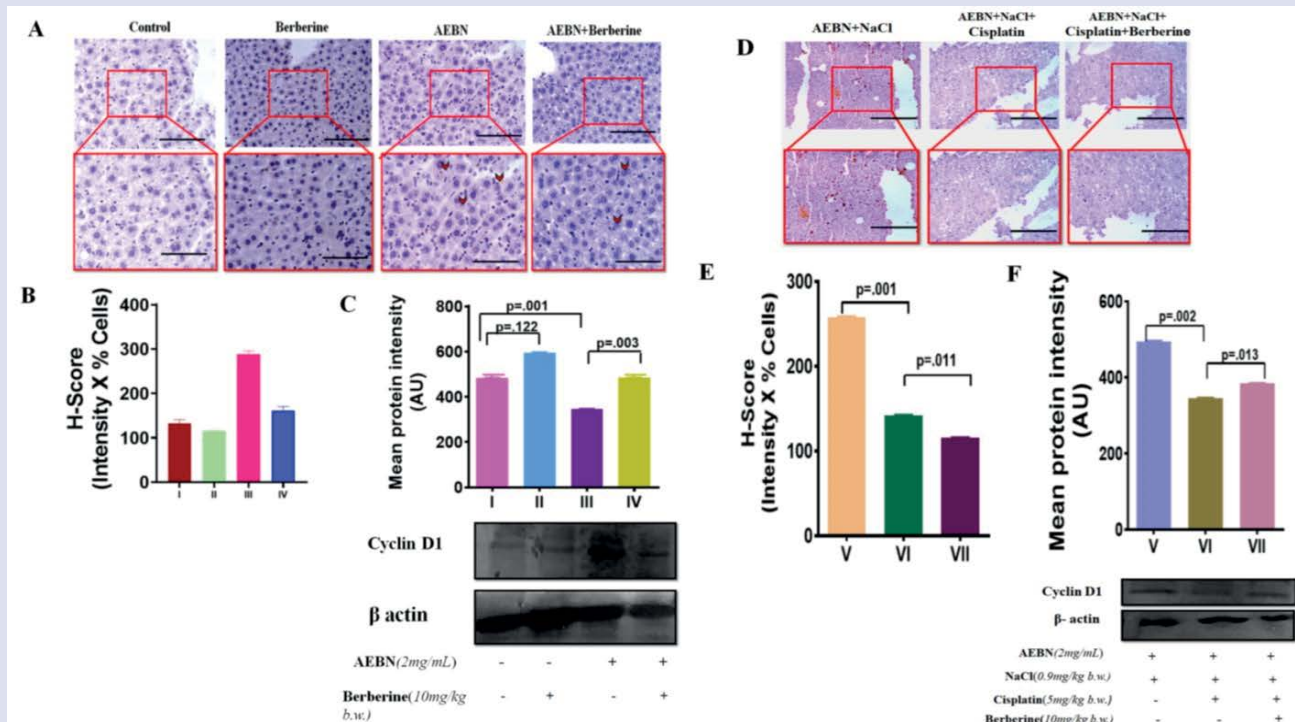 A
Control
Berberine
AEBN
AEBN+Berberine
D
AEBN+NaCl
AEBN+NaCl+
Cisplatin
AEBN+NaCl+
Cisplatin+Berberine
B
H-Score
(Intensity X % Cells)
400
300
200
100
0
I
II
III
IV
C
Mean protein intensity
(AU)
800
600
400
200
0
p=.001
p=.122
p=.003
I
II
III
IV
Cyclin D1
β actin
AEBN(2mg/mL) - - + +
Berberine(10mg/kg - + - +
b.w.)
E
H-Score
(Intensity X % Cells)
300
200
100
0
p=.001
p=.011
V
VI
VII
F
Mean protein intensity
(AU)
600
400
200
0
p=.002
p=.013
V
VI
VII
Cyclin D1
β- actin
AEBN(2mg/mL) + + +
NaCl(0.9mg/kg b.w.) + + +
Cisplatin(5mg/kg b.w.) - + +
Berberine(10mg/kg b.w.) - - +